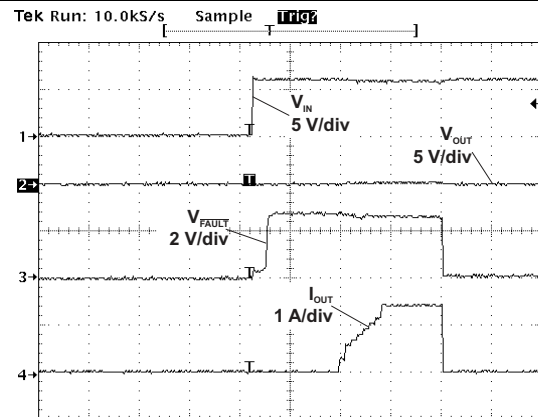 Tek Run: 10.0kS/s Sample Trig?
T
V_IN
5 V/div
1
T
V_OUT
5 V/div
T
2
V_FAULT
2 V/div
T
3
I_OUT
1 A/div
T
4